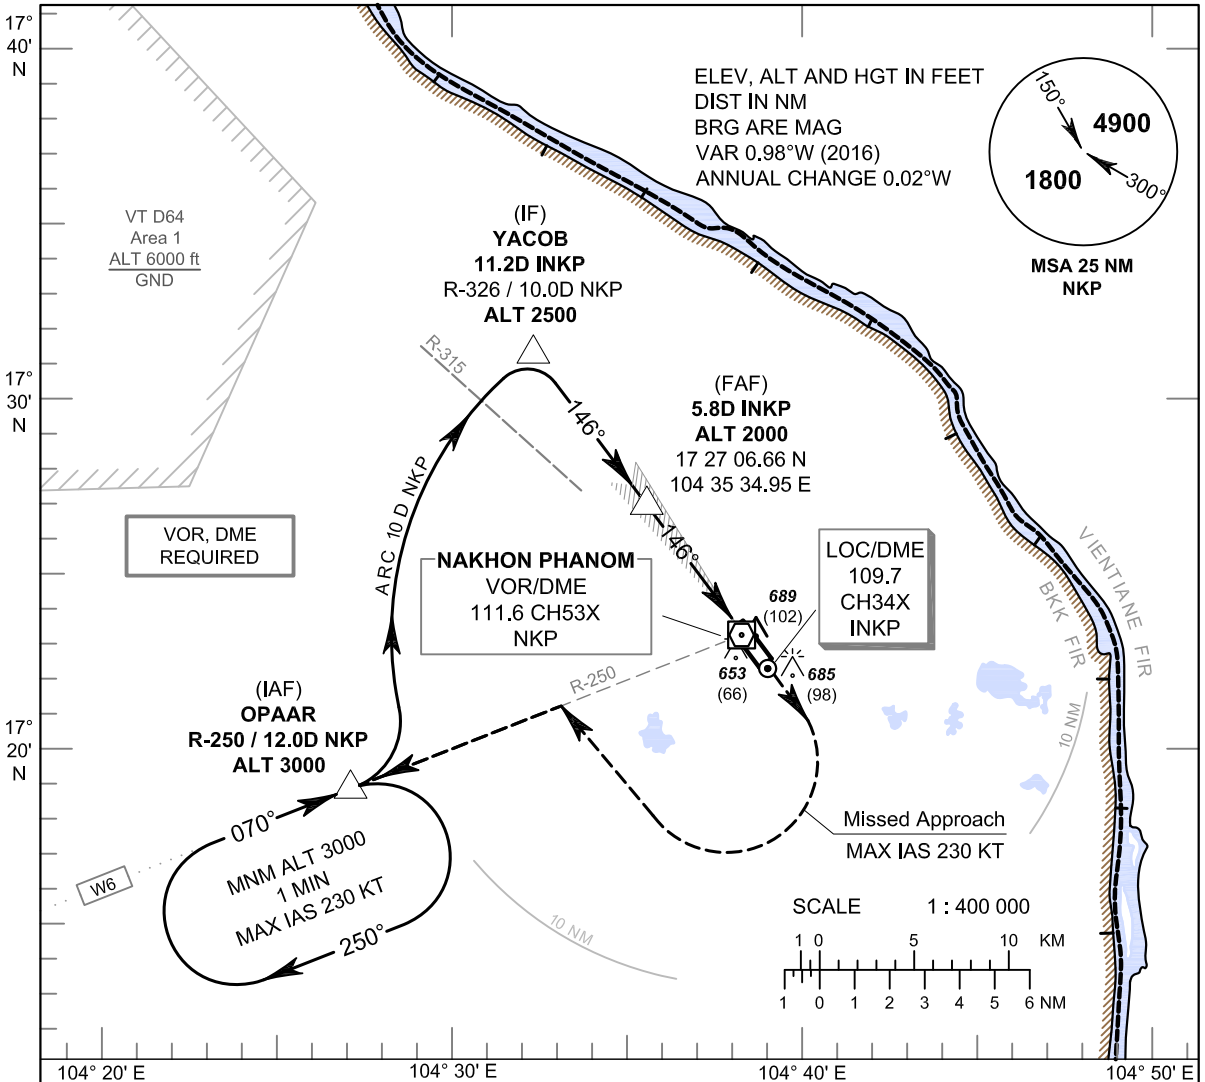 17°
40'
N
ELEV, ALT AND HGT IN FEET
DIST IN NM
BRG ARE MAG
VAR 0.98°W (2016)
ANNUAL CHANGE 0.02°W
150°
4900
1800
300°
MSA 25 NM
NKP
VT D64
Area 1
ALT 6000 ft
GND
(IF)
YACOB
11.2D INKP
R-326 / 10.0D NKP
ALT 2500
R-315
17°
30'
N
(FAF)
5.8D INKP
ALT 2000
17 27 06.66 N
104 35 34.95 E
146°
ARC 10 D NKP
146°
VOR, DME
REQUIRED
NAKHON PHANOM
VOR/DME
111.6 CH53X
NKP
LOC/DME
109.7
CH34X
INKP
VIENTIANE FIR
BKK FIR
689
(102)
653
(66)
685
(98)
R-250
(IAF)
OPAAR
R-250 / 12.0D NKP
ALT 3000
17°
20'
N
10 NM
070°
MNM ALT 3000
1 MIN
MAX IAS 230 KT
250°
W6
Missed Approach
MAX IAS 230 KT
10 NM
SCALE 1 : 400 000
1 0 5 10 KM
1 0 1 2 3 4 5 6 NM
104° 20' E 104° 30' E 104° 40' E 104° 50' E